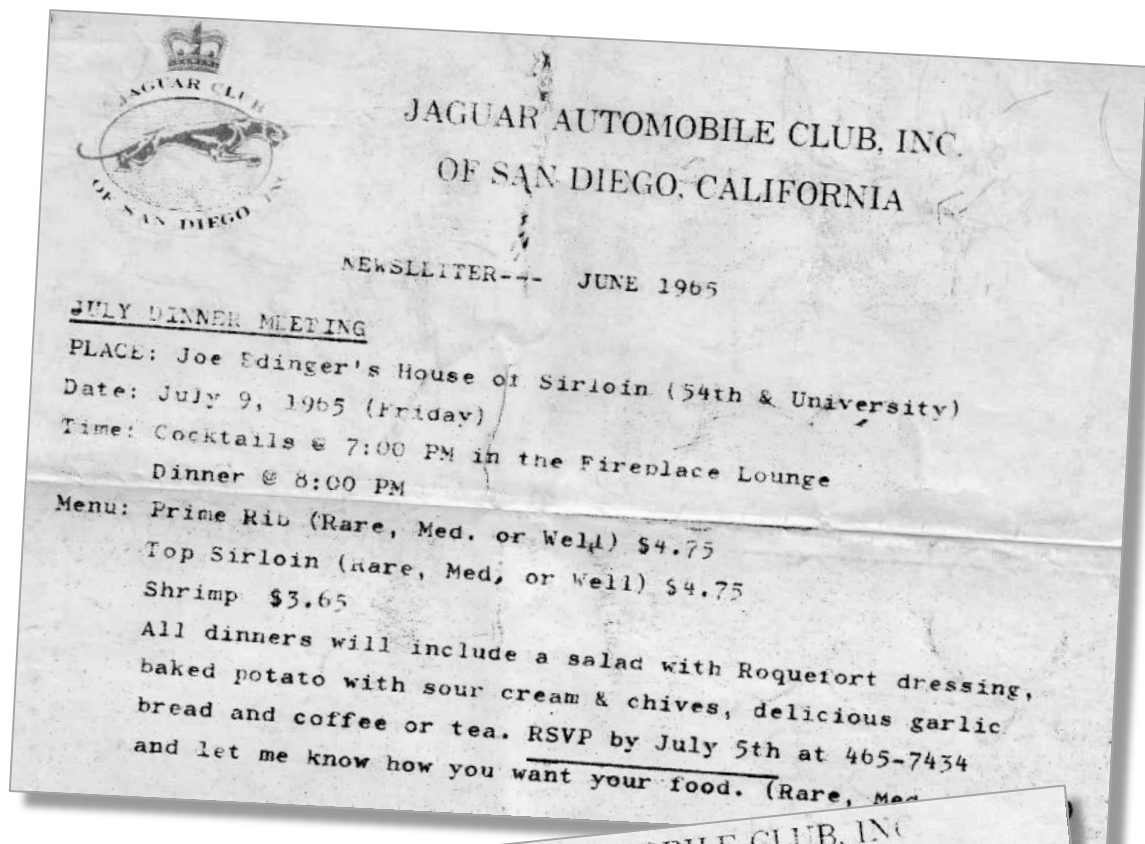 JAGUAR CLUB
OF SAN DIEGO, INC
JAGUAR AUTOMOBILE CLUB, INC.
OF SAN DIEGO, CALIFORNIA
NEWSLETTER--- JUNE 1965
JULY DINNER MEETING
PLACE: Joe Edinger's House of Sirloin (54th & University)
Date: July 9, 1965 (Friday)
Time: Cocktails @ 7:00 PM in the Fireplace Lounge
Dinner @ 8:00 PM
Menu: Prime Rib (Rare, Med. or Well) $4.75
Top Sirloin (Rare, Med, or Well) $4.75
Shrimp $3.65
All dinners will include a salad with Roquefort dressing,
baked potato with sour cream & chives, delicious garlic
bread and coffee or tea. RSVP by July 5th at 465-7434
and let me know how you want your food. (Rare, Med
CLUB, INC